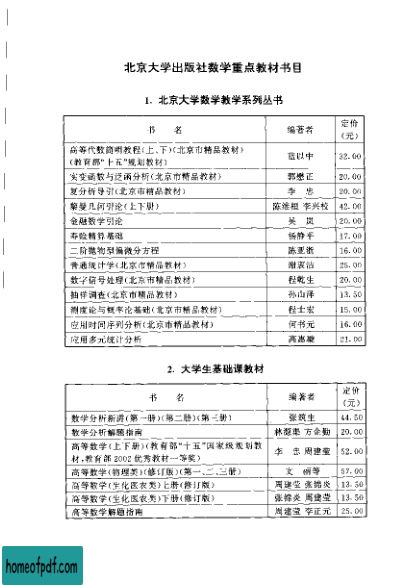 北京大学出版社数学重点教材书目
1. 北京大学数学教学系列丛书
书 名 编著者 定价(元)
高等代数简明教程(上、下)(北京市精品教材)
(教育部"十五"规划教材) 蓝以中 32.00
实变函数与泛函分析(北京市精品教材) 郭懋正 20.00
复分析导引(北京市精品教材) 李 忠 20.00
黎曼几何引论(上下册) 陈维桓 李兴校 42.00
金融数学引论 吴 岚 20.00
寿险精算基础 杨静平 17.00
二阶抛物型偏微分方程 陈亚浙 16.00
普通统计学(北京市精品教材) 谢衷洁 25.00
数字信号处理(北京市精品教材) 程乾生 20.00
抽样调查(北京市精品教材) 孙山泽 13.50
测度论与概率论基础(北京市精品教材) 程士宏 15.00
应用时间序列分析(北京市精品教材) 何书元 16.00
应用多元统计分析 高惠璇 21.00
2. 大学生基础课教材
书 名 编著者 定价(元)
数学分析新讲(第一册)(第二册)(第三册) 张筑生 44.50
数学分析解题指南 林源渠 方企勤 20.00
高等数学(上下册)(教育部"十五"国家级规划教
材,教育部2002优秀教材一等奖) 李 忠 周建莹 52.00
高等数学(物理类)(修订版)(第一、二、三册) 文 丽等 57.00
高等数学(生化医农类)上册(修订版) 周建莹 张锦炎 13.50
高等数学(生化医农类)下册(修订版) 张锦炎 周建莹 13.50
高等数学解题指南 周建莹 李正元 25.00
homeofpdf.com